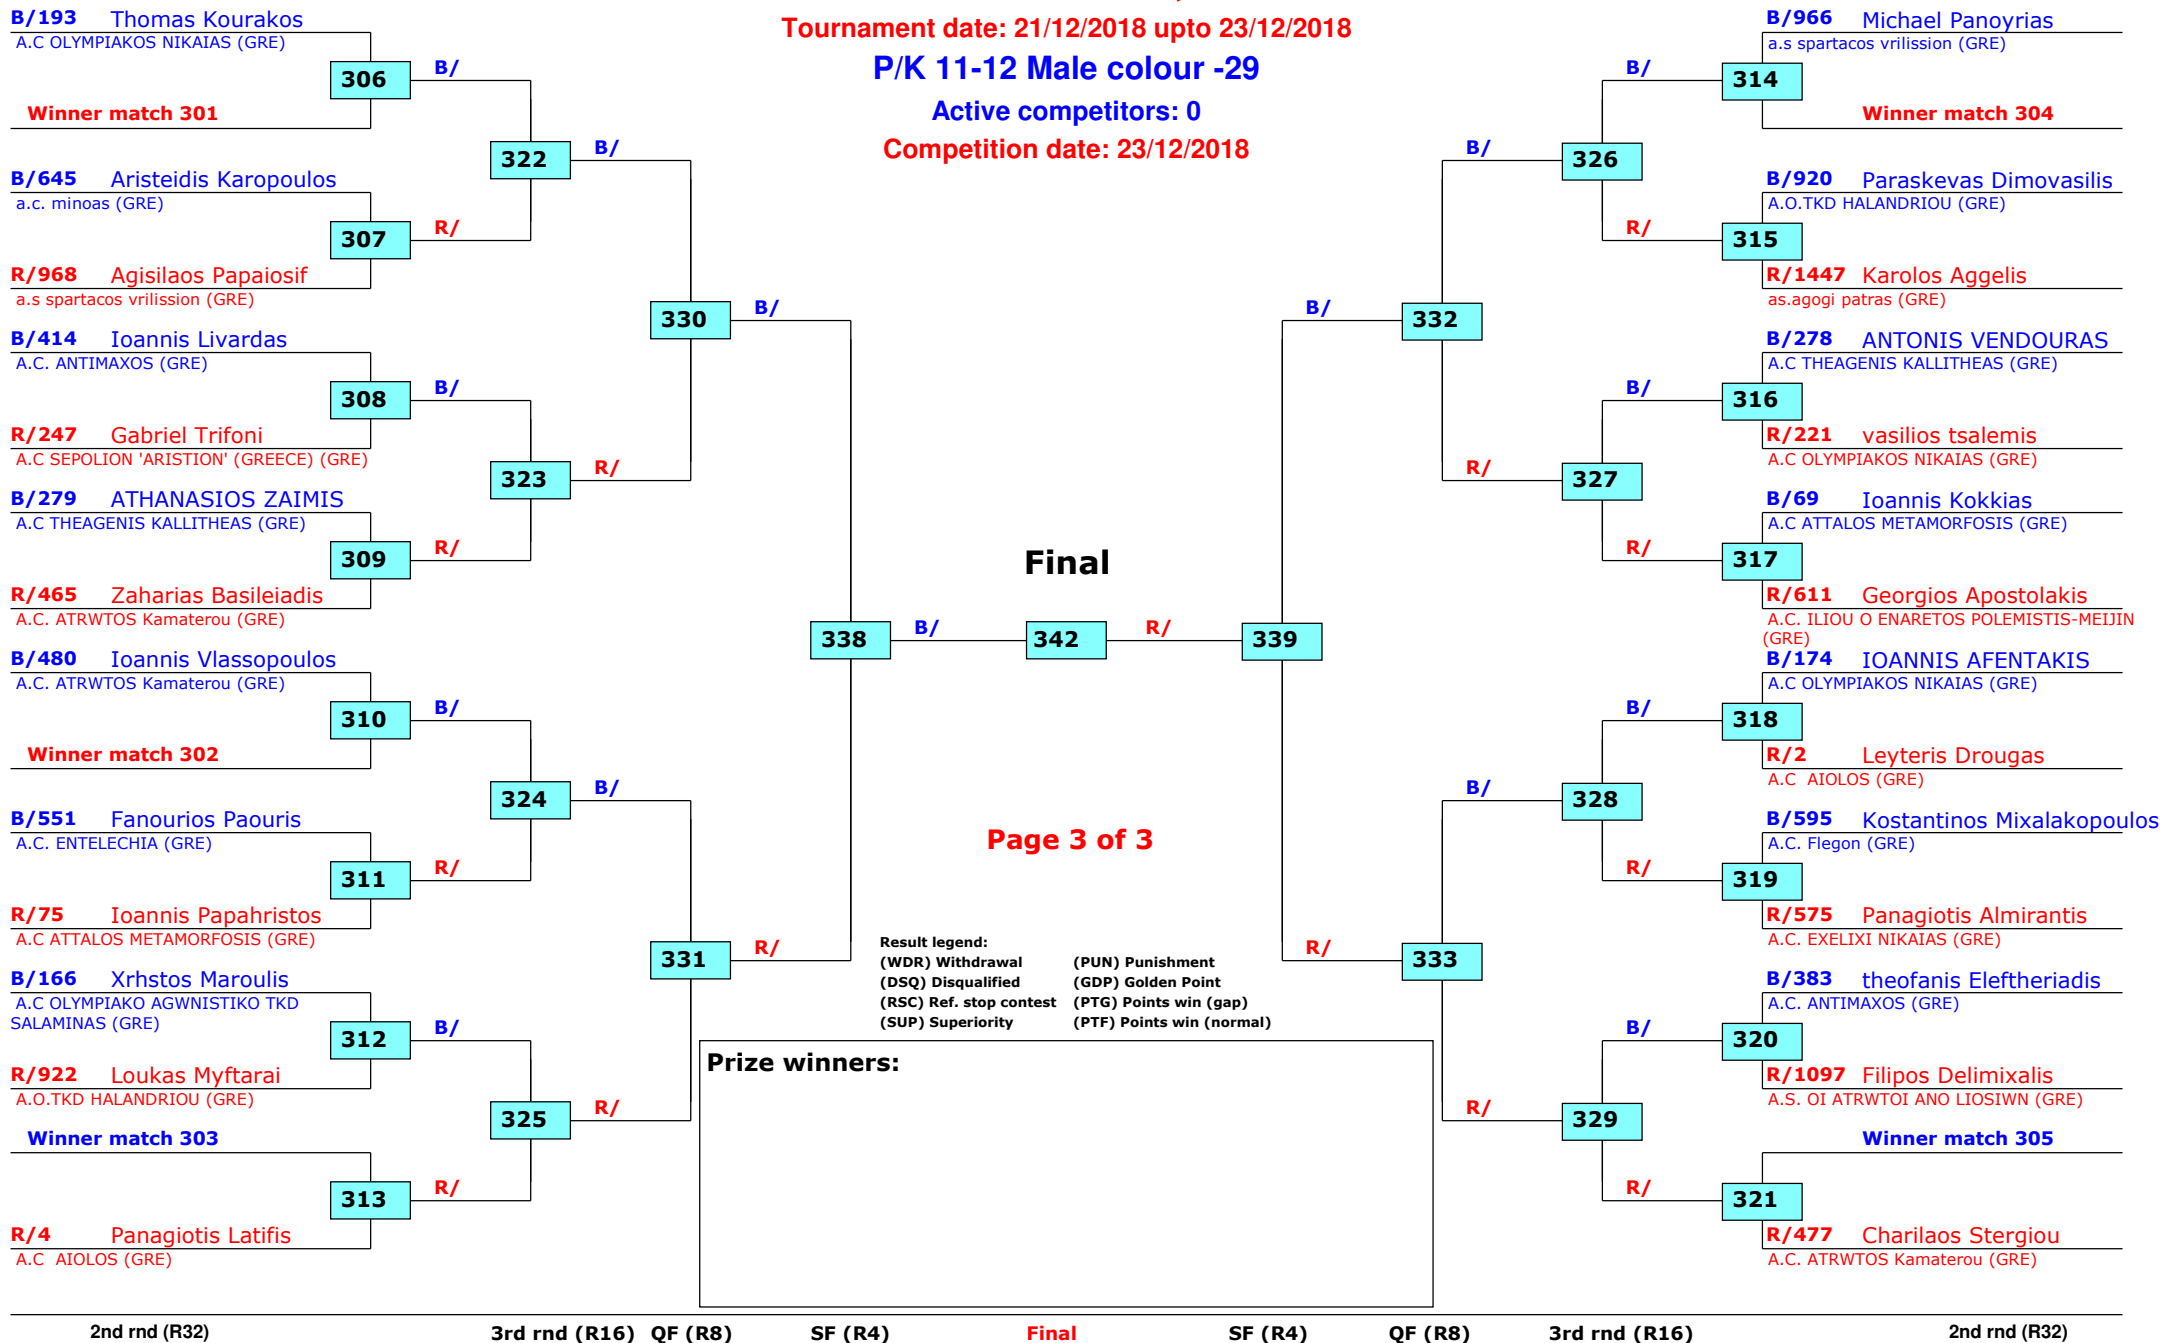 Tournament date: 21/12/2018 upto 23/12/2018
P/K 11-12 Male colour -29
Active competitors: 0
Competition date: 23/12/2018
B/193 Thomas Kourakos
A.C OLYMPIAKOS NIKAIAS (GRE)
306
B/
Winner match 301
322
B/
B/645 Aristeidis Karopoulos
a.c. minoas (GRE)
307
R/
R/968 Agisilaos Papaiosif
a.s spartacos vrilission (GRE)
330
B/
B/414 Ioannis Livardas
A.C. ANTIMAXOS (GRE)
308
B/
R/247 Gabriel Trifoni
A.C SEPOLION 'ARISTION' (GREECE) (GRE)
323
R/
B/279 ATHANASIOS ZAIMIS
A.C THEAGENIS KALLITHEAS (GRE)
309
R/
R/465 Zaharias Basileiadis
A.C. ATRWTOS Kamaterou (GRE)
338
B/
B/480 Ioannis Vlassopoulos
A.C. ATRWTOS Kamaterou (GRE)
310
B/
Winner match 302
324
B/
B/551 Fanourios Paouris
A.C. ENTELECHIA (GRE)
311
R/
R/75 Ioannis Papahristos
A.C ATTALOS METAMORFOSIS (GRE)
331
R/
B/166 Xrhstos Maroulis
A.C OLYMPIAKO AGWNISTIKO TKD
SALAMINAS (GRE)
312
B/
R/922 Loukas Myftarai
A.O.TKD HALANDRIOU (GRE)
325
R/
Winner match 303
313
R/
R/4 Panagiotis Latifis
A.C AIOLOS (GRE)
Final
342
R/
Page 3 of 3
Result legend:
(WDR) Withdrawal (PUN) Punishment
(DSQ) Disqualified (GDP) Golden Point
(RSC) Ref. stop contest (PTG) Points win (gap)
(SUP) Superiority (PTF) Points win (normal)
Prize winners:
B/966 Michael Panoyrias
a.s spartacos vrilission (GRE)
B/
314
Winner match 304
B/
326
B/920 Paraskevas Dimovasilis
A.O.TKD HALANDRIOU (GRE)
R/
315
R/1447 Karolos Aggelis
as.agogi patras (GRE)
B/
332
B/278 ANTONIS VENDOURAS
A.C THEAGENIS KALLITHEAS (GRE)
B/
316
R/221 vasilios tsalemis
A.C OLYMPIAKOS NIKAIAS (GRE)
R/
327
B/69 Ioannis Kokkias
A.C ATTALOS METAMORFOSIS (GRE)
R/
317
R/611 Georgios Apostolakis
A.C. ILIOU O ENARETOS POLEMISTIS-MEIJIN
(GRE)
339
B/174 IOANNIS AFENTAKIS
A.C OLYMPIAKOS NIKAIAS (GRE)
B/
318
R/2 Leyteris Drougas
A.C AIOLOS (GRE)
B/
328
B/595 Kostantinos Mixalakopoulos
A.C. Flegon (GRE)
R/
319
R/575 Panagiotis Almirantis
A.C. EXELIXI NIKAIAS (GRE)
R/
333
B/383 theofanis Eleftheriadis
A.C. ANTIMAXOS (GRE)
B/
320
R/1097 Filipos Delimixalis
A.S. OI ATRWTOI ANO LIOSIWN (GRE)
R/
329
Winner match 305
R/
321
R/477 Charilaos Stergiou
A.C. ATRWTOS Kamaterou (GRE)
2nd rnd (R32) 3rd rnd (R16) QF (R8) SF (R4) Final SF (R4) QF (R8) 3rd rnd (R16) 2nd rnd (R32)